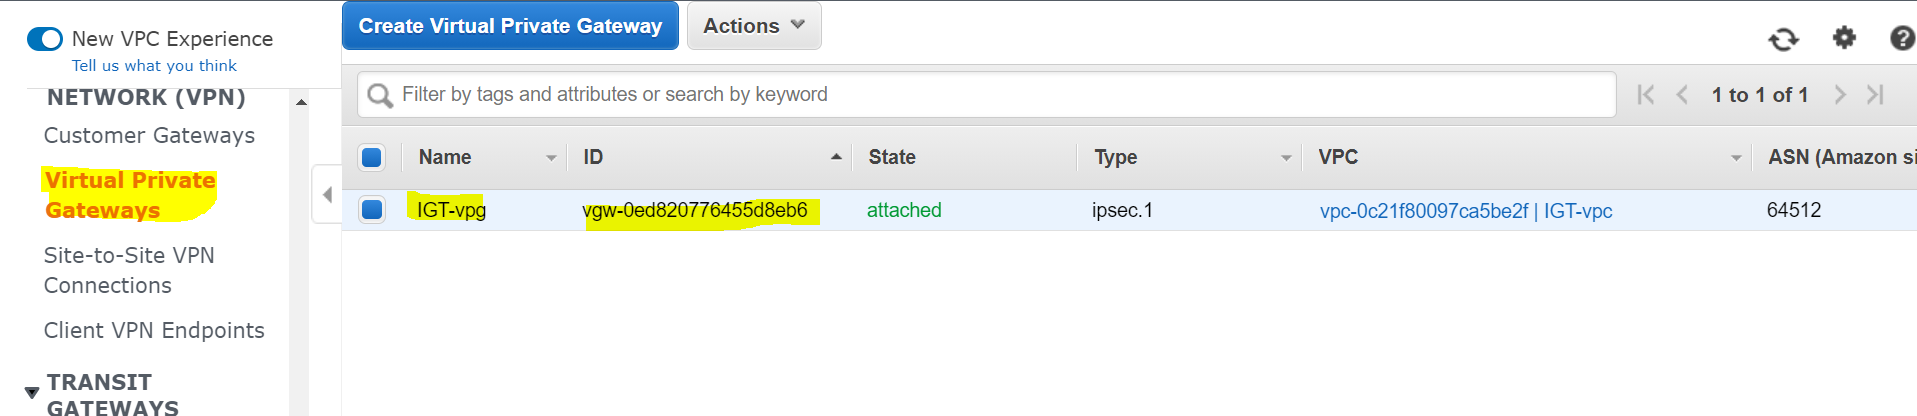 New VPC Experience
Tell us what you think
NETWORK (VPN)
Customer Gateways
Virtual Private
Gateways
Site-to-Site VPN
Connections
Client VPN Endpoints
TRANSIT
GATEWAYS
Create Virtual Private Gateway Actions
Filter by tags and attributes or search by keyword 1 to 1 of 1
Name ID State Type VPC ASN (Amazon si
IGT-vpg vgw-0ed820776455d8eb6 attached ipsec.1 vpc-0c21f80097ca5be2f | IGT-vpc 64512